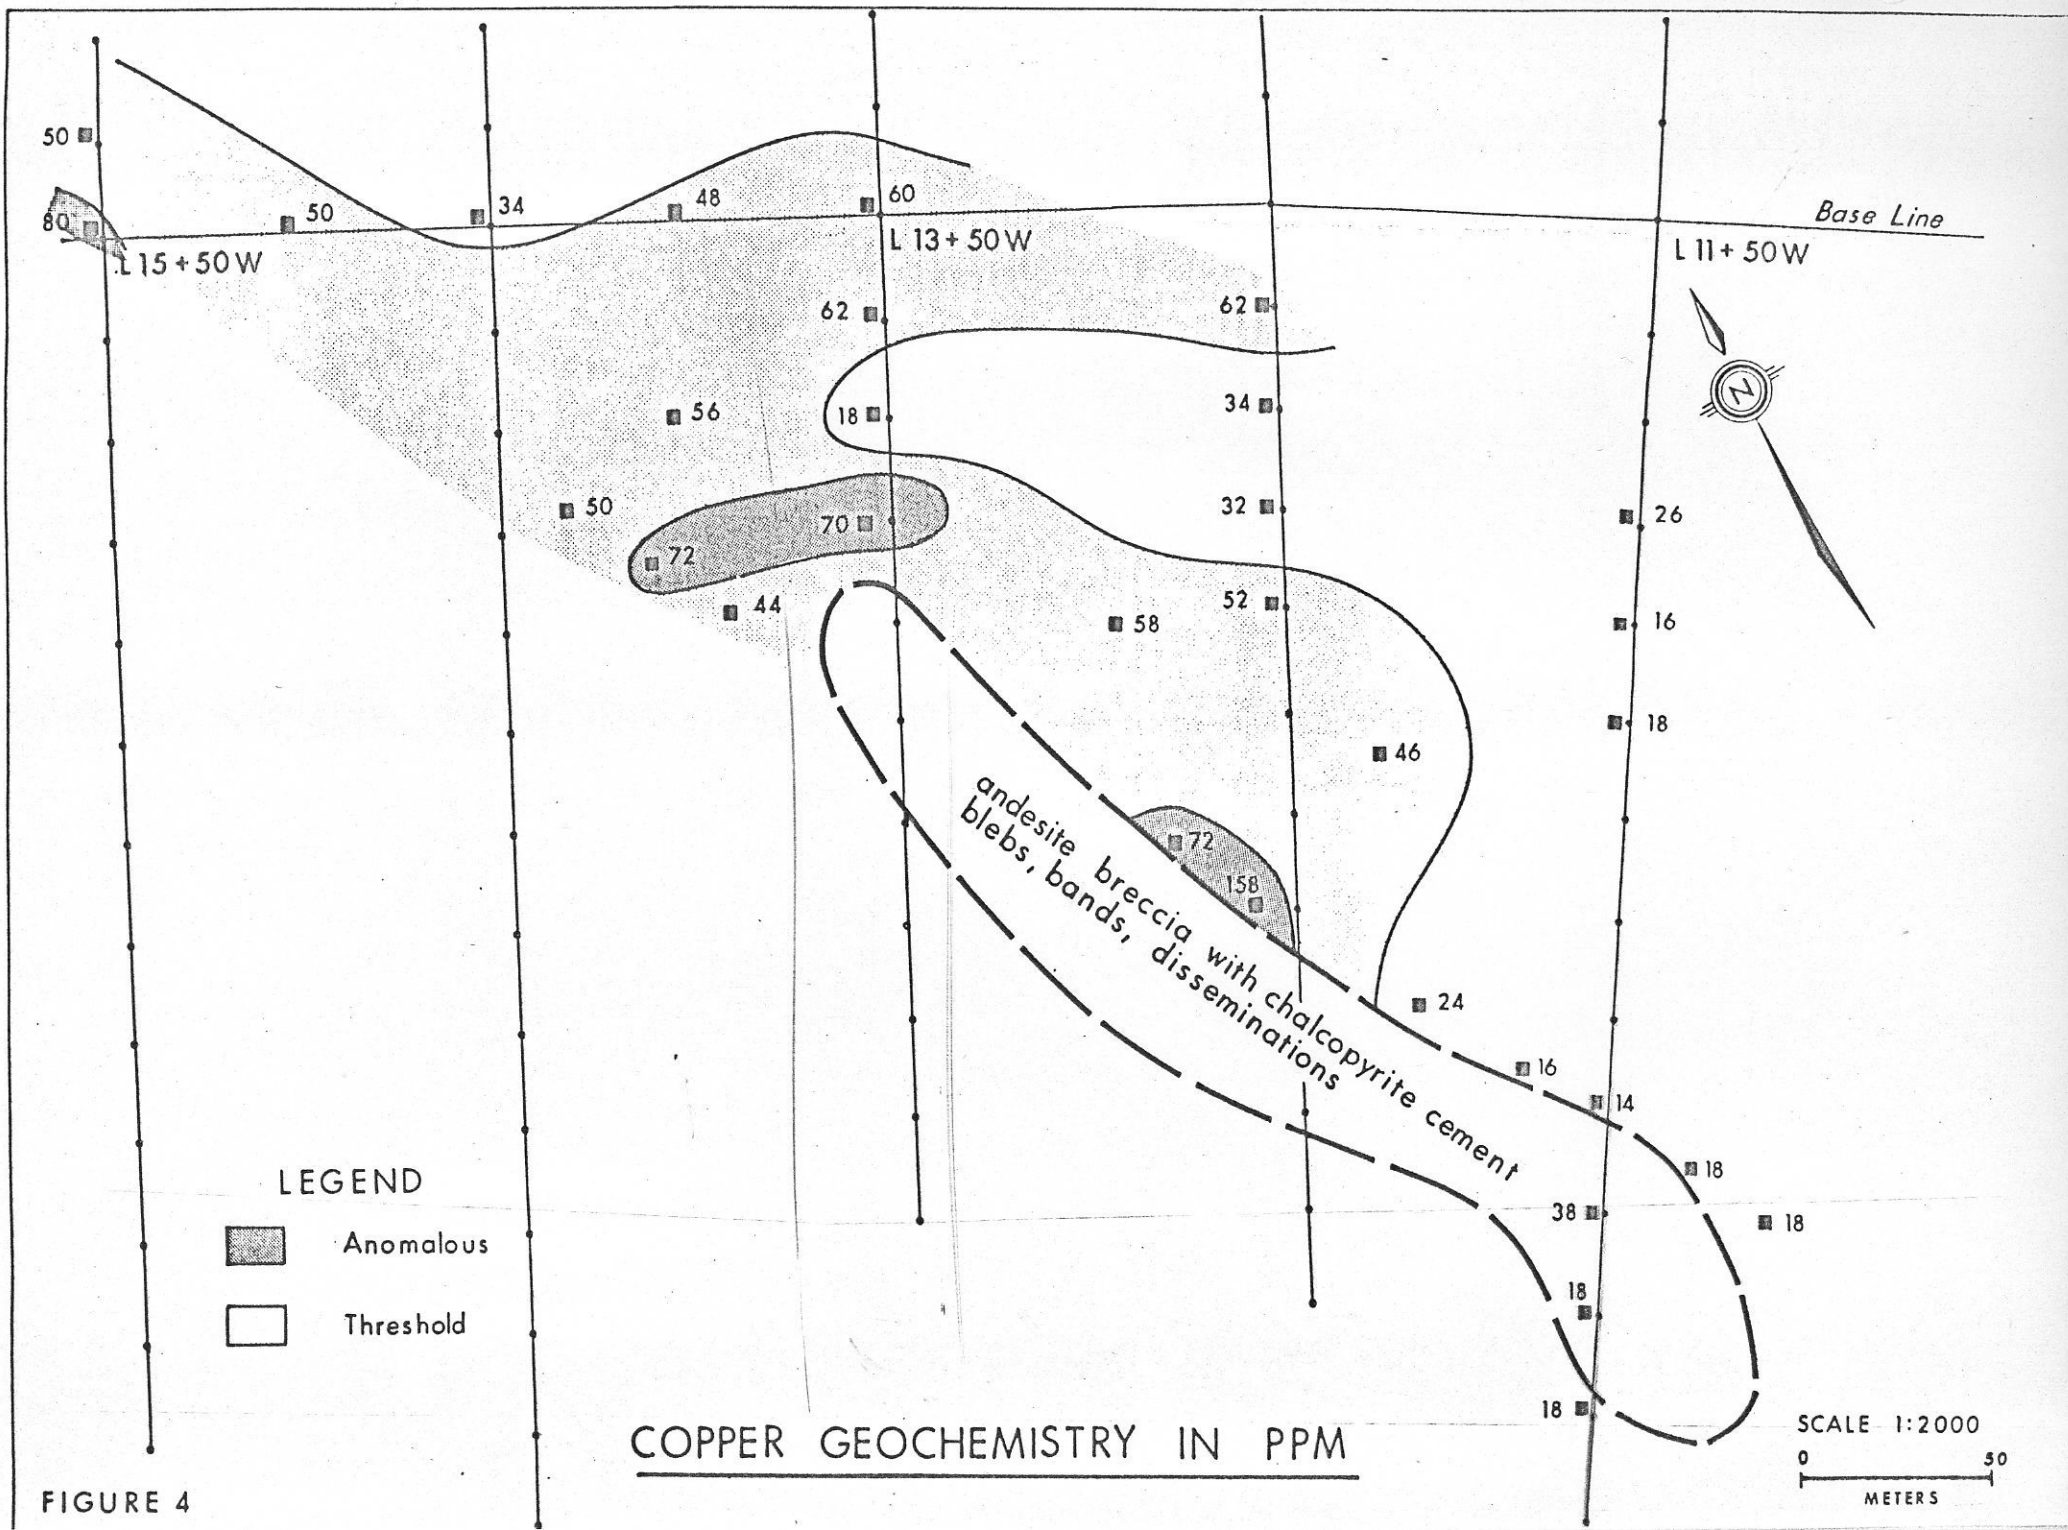 50
80
50
34
48
60
Base Line
L 15 + 50 W
L 13 + 50 W
L 11 + 50 W
62
62
N
56
18
34
50
70
32
26
72
44
58
52
16
18
46
72
158
andesite breccia with chalcopyrite cement
blebs, bands, disseminations
24
16
14
18
38
18
18
18
LEGEND
Anomalous
Threshold
COPPER GEOCHEMISTRY IN PPM
SCALE 1:2000
0 50
METERS
FIGURE 4